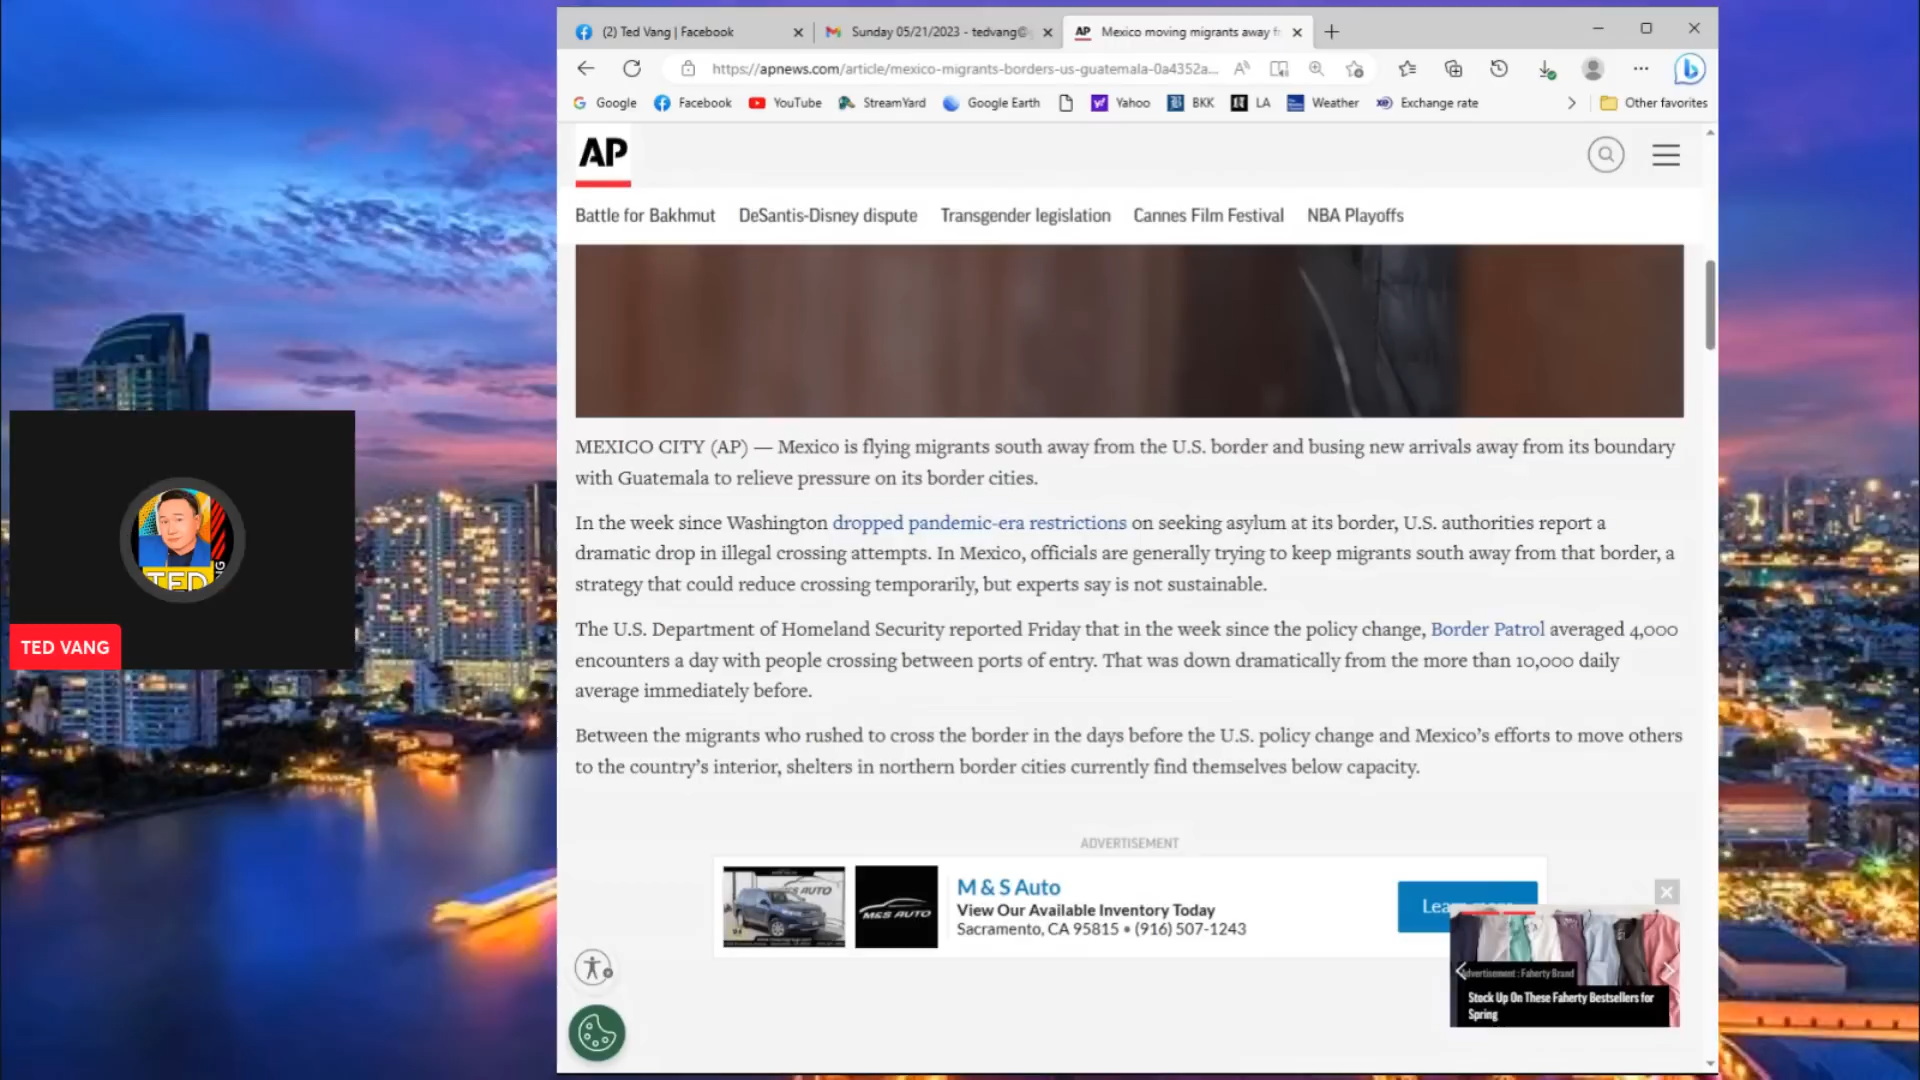 (2) Ted Vang | Facebook
Sunday 05/21/2023 - tedvang@
AP Mexico moving migrants away f
https://apnews.com/article/mexico-migrants-borders-us-guatemala-0a4352a...
Google Facebook YouTube StreamYard Google Earth Yahoo BKK LA Weather Exchange rate Other favorites
AP
Battle for Bakhmut DeSantis-Disney dispute Transgender legislation Cannes Film Festival NBA Playoffs
MEXICO CITY (AP) — Mexico is flying migrants south away from the U.S. border and busing new arrivals away from its boundary
with Guatemala to relieve pressure on its border cities.
In the week since Washington dropped pandemic-era restrictions on seeking asylum at its border, U.S. authorities report a
dramatic drop in illegal crossing attempts. In Mexico, officials are generally trying to keep migrants south away from that border, a
strategy that could reduce crossing temporarily, but experts say is not sustainable.
The U.S. Department of Homeland Security reported Friday that in the week since the policy change, Border Patrol averaged 4,000
encounters a day with people crossing between ports of entry. That was down dramatically from the more than 10,000 daily
average immediately before.
Between the migrants who rushed to cross the border in the days before the U.S. policy change and Mexico's efforts to move others
to the country's interior, shelters in northern border cities currently find themselves below capacity.
TED
TED VANG
ADVERTISEMENT
M&S AUTO
M & S Auto
View Our Available Inventory Today
Sacramento, CA 95815 • (916) 507-1243
Advertisement : Faherty Brand
Stock Up On These Faherty Bestsellers for
Spring